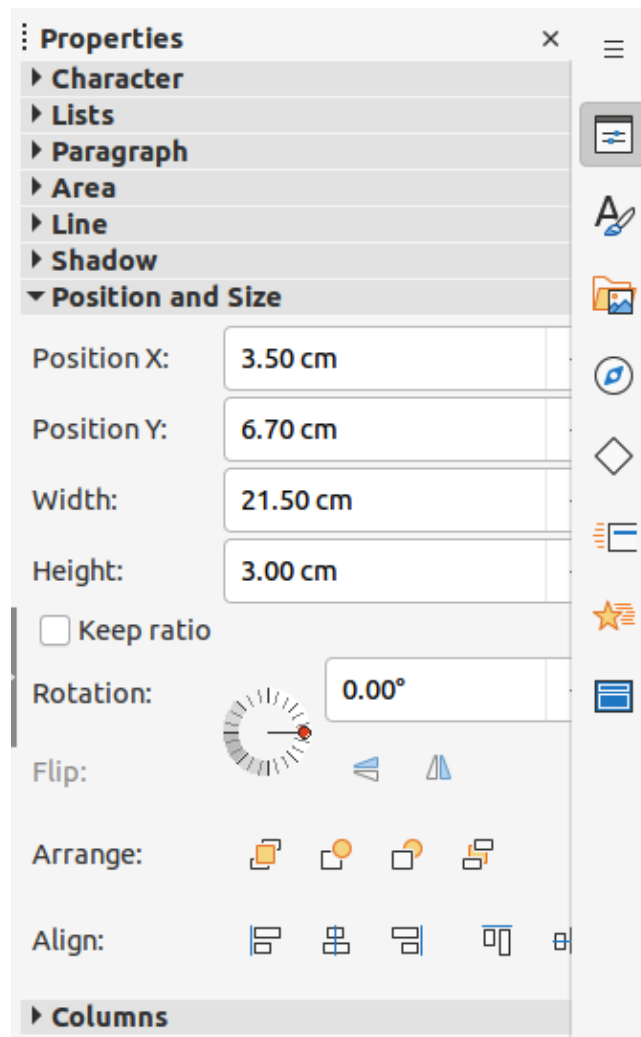 Properties
Character
Lists
Paragraph
Area
Line
Shadow
Position and Size
Position X: 3.50 cm
Position Y: 6.70 cm
Width: 21.50 cm
Height: 3.00 cm
Keep ratio
Rotation: 0.00°
Flip:
Arrange:
Align:
Columns